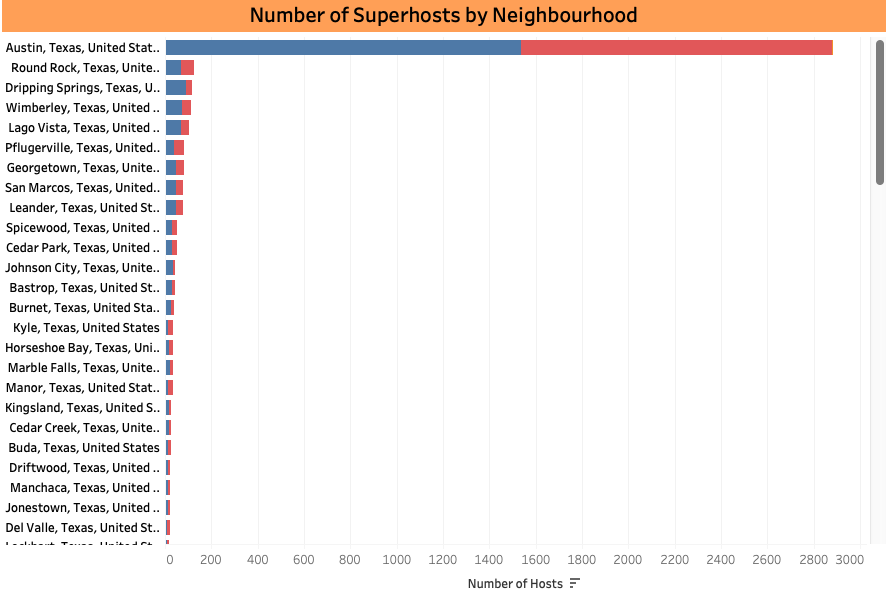 Number of Superhosts by Neighbourhood
Austin, Texas, United Stat..
Round Rock, Texas, Unite..
Dripping Springs, Texas, U..
Wimberley, Texas, United ..
Lago Vista, Texas, United ..
Pflugerville, Texas, United..
Georgetown, Texas, Unite..
San Marcos, Texas, United..
Leander, Texas, United St..
Spicewood, Texas, United ..
Cedar Park, Texas, United ..
Johnson City, Texas, Unite..
Bastrop, Texas, United St..
Burnet, Texas, United Sta..
Kyle, Texas, United States
Horseshoe Bay, Texas, Uni..
Marble Falls, Texas, Unite..
Manor, Texas, United Stat..
Kingsland, Texas, United S..
Cedar Creek, Texas, Unite..
Buda, Texas, United States
Driftwood, Texas, United ..
Manchaca, Texas, United ..
Jonestown, Texas, United ..
Del Valle, Texas, United St..
Lockhart, Texas, United St..
0 200 400 600 800 1000 1200 1400 1600 1800 2000 2200 2400 2600 2800 3000
Number of Hosts